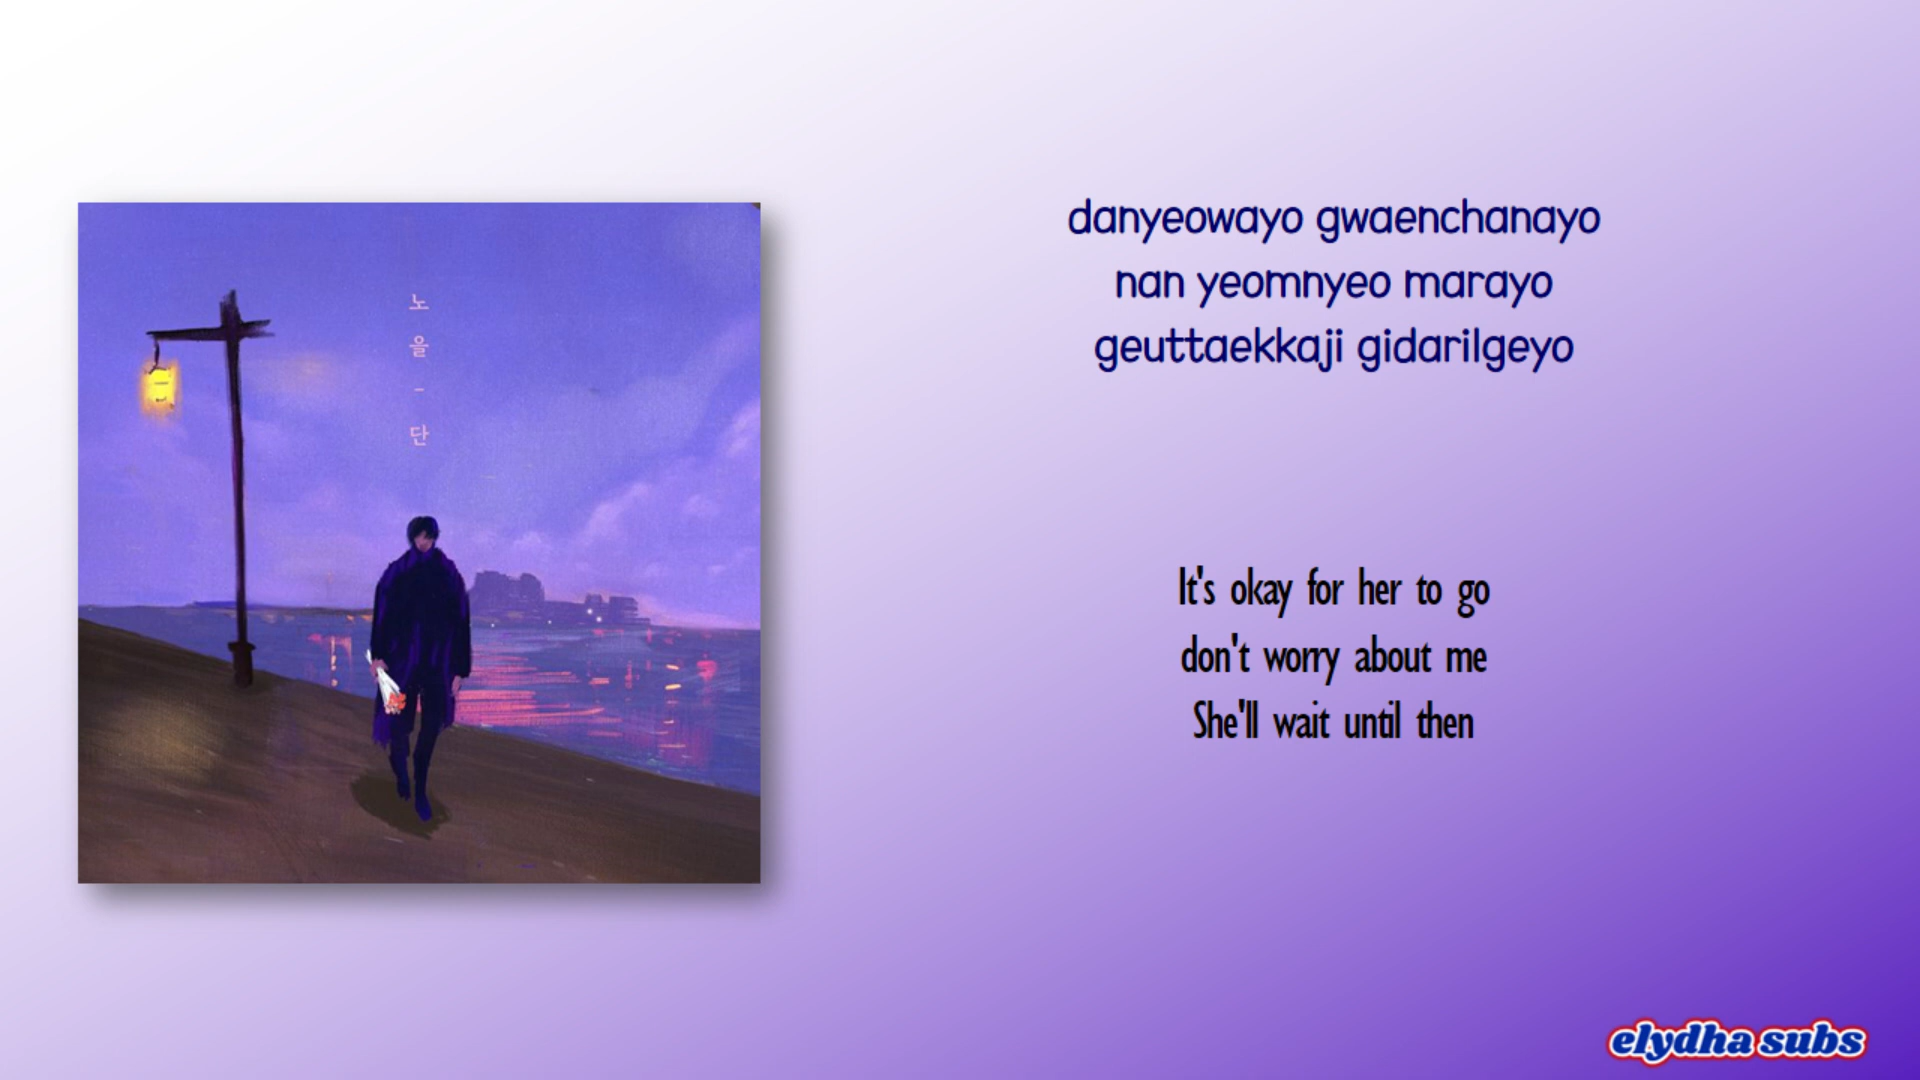 노을 - 단
danyeowayo gwaenchanayo
nan yeomnyeo marayo
geuttaekkaji gidarilgeyo
It's okay for her to go
don't worry about me
She'll wait until then
elydha subs